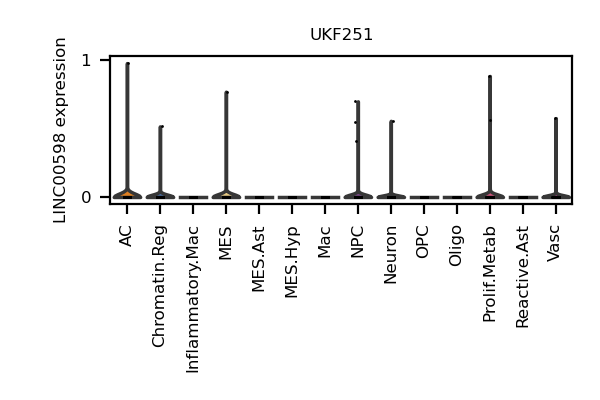 UKF251
LINC00598 expression
1
0
AC
Chromatin.Reg
Inflammatory.Mac
MES
MES.Ast
MES.Hyp
Mac
NPC
Neuron
OPC
Oligo
Prolif.Metab
Reactive.Ast
Vasc